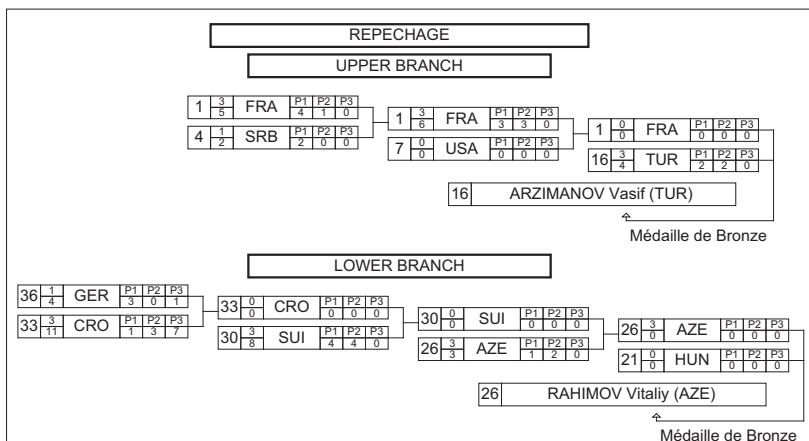 REPECHAGE
UPPER BRANCH
1 3 5 FRA P1 P2 P3 4 1 0
4 1 2 SRB P1 P2 P3 2 0 0
1 3 6 FRA P1 P2 P3 3 3 0
7 0 0 USA P1 P2 P3 0 0 0
1 0 0 FRA P1 P2 P3 0 0 0
16 3 4 TUR P1 P2 P3 2 2 0
16 ARZIMANOV Vasif (TUR)
Médaille de Bronze
LOWER BRANCH
36 1 4 GER P1 P2 P3 3 0 1
33 3 11 CRO P1 P2 P3 1 3 7
33 0 0 CRO P1 P2 P3 0 0 0
30 3 8 SUI P1 P2 P3 4 4 0
30 0 0 SUI P1 P2 P3 0 0 0
26 3 3 AZE P1 P2 P3 1 2 0
26 3 0 AZE P1 P2 P3 0 0 0
21 0 0 HUN P1 P2 P3 0 0 0
26 RAHIMOV Vitaliy (AZE)
Médaille de Bronze